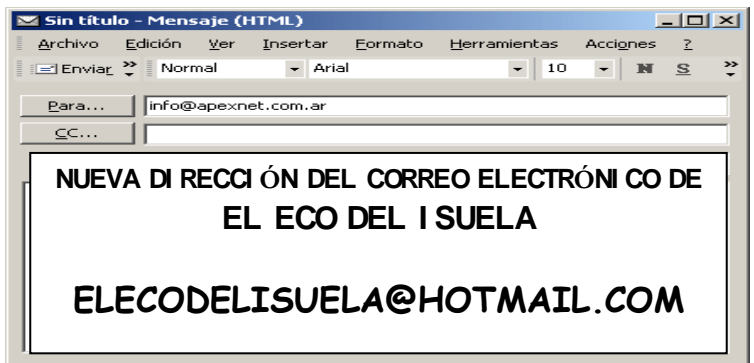 Sin título - Mensaje (HTML)
Archivo Edición Ver Insertar Formato Herramientas Acciones ?
Enviar Normal Arial 10 N S
Para... info@apexnet.com.ar
CC...
NUEVA DIRECCIÓN DEL CORREO ELECTRÓNICO DE
EL ECO DEL ISUELA
ELECODELISUELA@HOTMAIL.COM